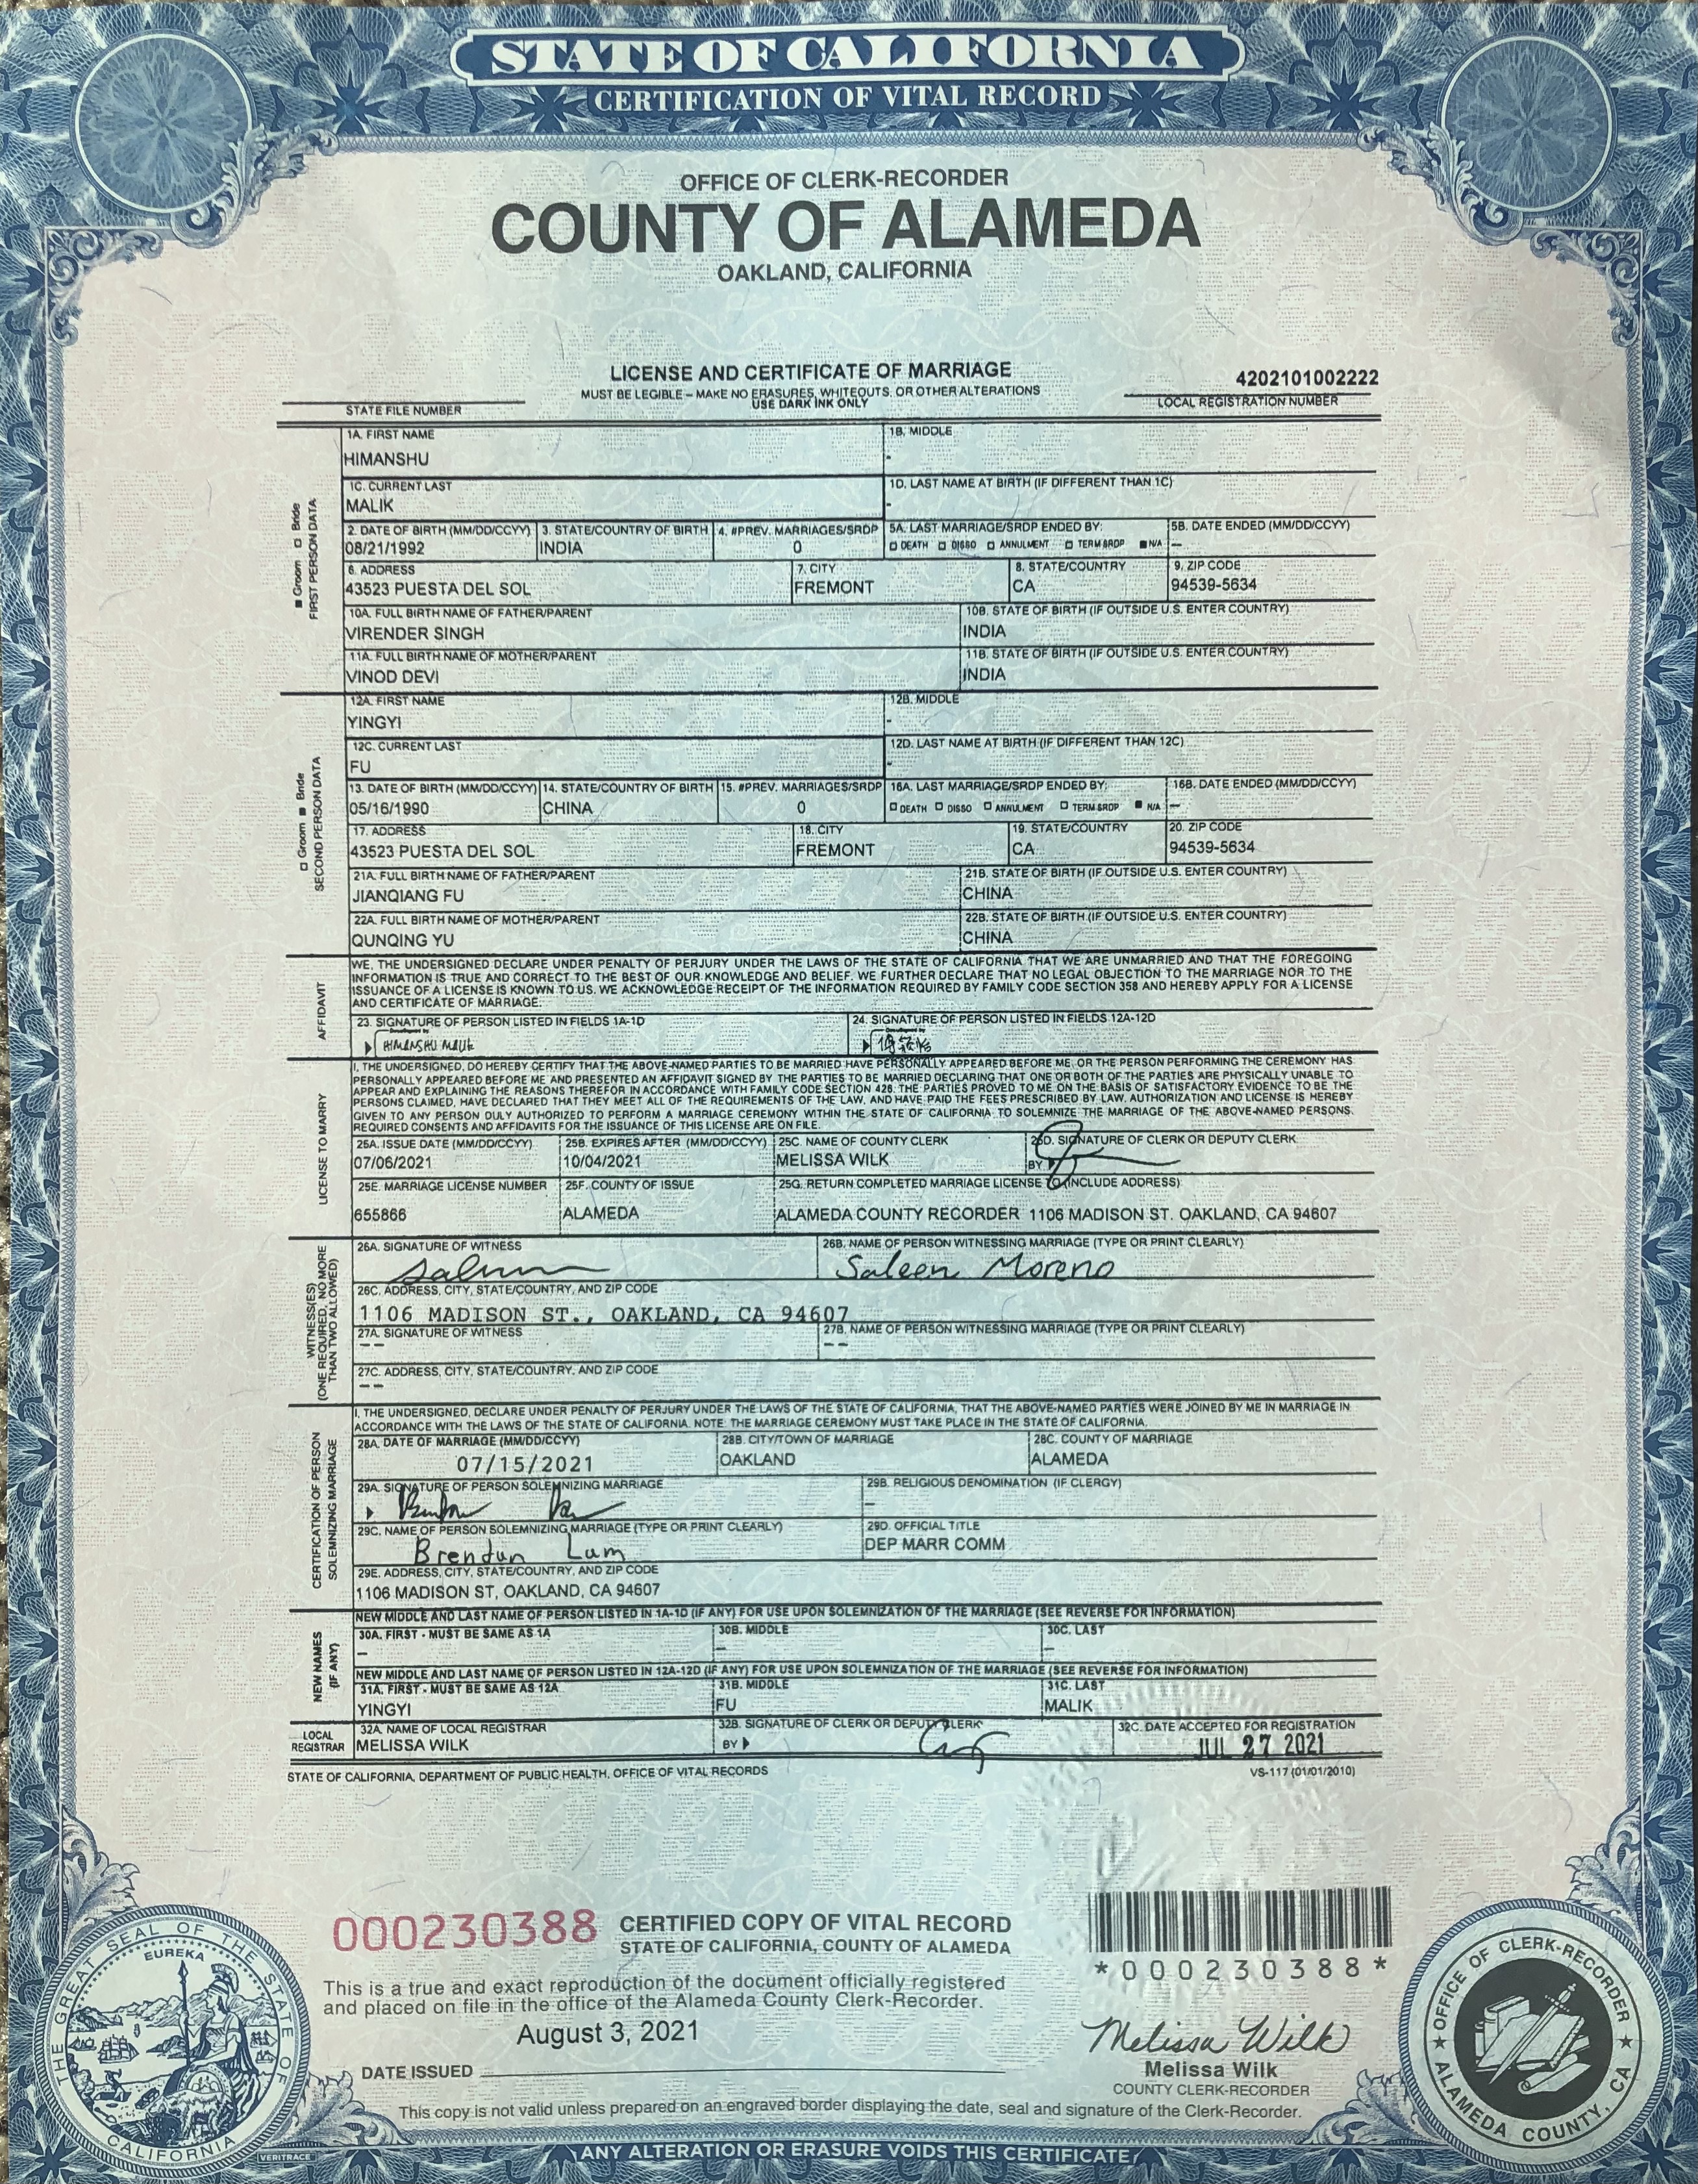 STATE OF CALIFORNIA
CERTIFICATION OF VITAL RECORD
OFFICE OF CLERK-RECORDER
COUNTY OF ALAMEDA
OAKLAND, CALIFORNIA
LICENSE AND CERTIFICATE OF MARRIAGE
4202101002222
MUST BE LEGIBLE – MAKE NO ERASURES, WHITEOUTS, OR OTHER ALTERATIONS
USE DARK INK ONLY
STATE FILE NUMBER
LOCAL REGISTRATION NUMBER
■ Groom □ Bride
FIRST PERSON DATA
1A. FIRST NAME 1B. MIDDLE
HIMANSHU -
1C. CURRENT LAST 1D. LAST NAME AT BIRTH (IF DIFFERENT THAN 1C)
MALIK -
2. DATE OF BIRTH (MM/DD/CCYY) 3. STATE/COUNTRY OF BIRTH 4. #PREV. MARRIAGES/SRDP 5A. LAST MARRIAGE/SRDP ENDED BY: 5B. DATE ENDED (MM/DD/CCYY)
08/21/1992 INDIA 0 □ DEATH □ DISSO □ ANNULMENT □ TERM SRDP ■ N/A --
6. ADDRESS 7. CITY 8. STATE/COUNTRY 9. ZIP CODE
43523 PUESTA DEL SOL FREMONT CA 94539-5634
10A. FULL BIRTH NAME OF FATHER/PARENT 10B. STATE OF BIRTH (IF OUTSIDE U.S. ENTER COUNTRY)
VIRENDER SINGH INDIA
11A. FULL BIRTH NAME OF MOTHER/PARENT 11B. STATE OF BIRTH (IF OUTSIDE U.S. ENTER COUNTRY)
VINOD DEVI INDIA
□ Groom ■ Bride
SECOND PERSON DATA
12A. FIRST NAME 12B. MIDDLE
YINGYI -
12C. CURRENT LAST 12D. LAST NAME AT BIRTH (IF DIFFERENT THAN 12C)
FU -
13. DATE OF BIRTH (MM/DD/CCYY) 14. STATE/COUNTRY OF BIRTH 15. #PREV. MARRIAGES/SRDP 16A. LAST MARRIAGE/SRDP ENDED BY: 16B. DATE ENDED (MM/DD/CCYY)
05/16/1990 CHINA 0 □ DEATH □ DISSO □ ANNULMENT □ TERM SRDP ■ N/A --
17. ADDRESS 18. CITY 19. STATE/COUNTRY 20. ZIP CODE
43523 PUESTA DEL SOL FREMONT CA 94539-5634
21A. FULL BIRTH NAME OF FATHER/PARENT 21B. STATE OF BIRTH (IF OUTSIDE U.S. ENTER COUNTRY)
JIANQIANG FU CHINA
22A. FULL BIRTH NAME OF MOTHER/PARENT 22B. STATE OF BIRTH (IF OUTSIDE U.S. ENTER COUNTRY)
QUNQING YU CHINA
AFFIDAVIT
WE, THE UNDERSIGNED DECLARE UNDER PENALTY OF PERJURY UNDER THE LAWS OF THE STATE OF CALIFORNIA THAT WE ARE UNMARRIED AND THAT THE FOREGOING
INFORMATION IS TRUE AND CORRECT TO THE BEST OF OUR KNOWLEDGE AND BELIEF. WE FURTHER DECLARE THAT NO LEGAL OBJECTION TO THE MARRIAGE NOR TO THE
ISSUANCE OF A LICENSE IS KNOWN TO US. WE ACKNOWLEDGE RECEIPT OF THE INFORMATION REQUIRED BY FAMILY CODE SECTION 358 AND HEREBY APPLY FOR A LICENSE
AND CERTIFICATE OF MARRIAGE.
23. SIGNATURE OF PERSON LISTED IN FIELDS 1A-1D 24. SIGNATURE OF PERSON LISTED IN FIELDS 12A-12D
HIMANSHU MALIK
LICENSE TO MARRY
I, THE UNDERSIGNED, DO HEREBY CERTIFY THAT THE ABOVE-NAMED PARTIES TO BE MARRIED HAVE PERSONALLY APPEARED BEFORE ME, OR THE PERSON PERFORMING THE CEREMONY HAS
PERSONALLY APPEARED BEFORE ME AND PRESENTED AN AFFIDAVIT SIGNED BY THE PARTIES TO BE MARRIED DECLARING THAT ONE OR BOTH OF THE PARTIES ARE PHYSICALLY UNABLE TO
APPEAR AND EXPLAINING THE REASONS THEREFOR IN ACCORDANCE WITH FAMILY CODE SECTION 426, THE PARTIES PROVED TO ME ON THE BASIS OF SATISFACTORY EVIDENCE TO BE THE
PERSONS CLAIMED, HAVE DECLARED THAT THEY MEET ALL OF THE REQUIREMENTS OF THE LAW, AND HAVE PAID THE FEES PRESCRIBED BY LAW. AUTHORIZATION AND LICENSE IS HEREBY
GIVEN TO ANY PERSON DULY AUTHORIZED TO PERFORM A MARRIAGE CEREMONY WITHIN THE STATE OF CALIFORNIA TO SOLEMNIZE THE MARRIAGE OF THE ABOVE-NAMED PERSONS.
REQUIRED CONSENTS AND AFFIDAVITS FOR THE ISSUANCE OF THIS LICENSE ARE ON FILE.
25A. ISSUE DATE (MM/DD/CCYY) 25B. EXPIRES AFTER (MM/DD/CCYY) 25C. NAME OF COUNTY CLERK 25D. SIGNATURE OF CLERK OR DEPUTY CLERK
07/06/2021 10/04/2021 MELISSA WILK BY
25E. MARRIAGE LICENSE NUMBER 25F. COUNTY OF ISSUE 25G. RETURN COMPLETED MARRIAGE LICENSE TO (INCLUDE ADDRESS)
655866 ALAMEDA ALAMEDA COUNTY RECORDER 1106 MADISON ST. OAKLAND, CA 94607
WITNESS(ES)
(ONE REQUIRED, NO MORE
THAN TWO ALLOWED)
26A. SIGNATURE OF WITNESS 26B. NAME OF PERSON WITNESSING MARRIAGE (TYPE OR PRINT CLEARLY)
Saleen Moreno
26C. ADDRESS, CITY, STATE/COUNTRY, AND ZIP CODE
1106 MADISON ST., OAKLAND, CA 94607
27A. SIGNATURE OF WITNESS 27B. NAME OF PERSON WITNESSING MARRIAGE (TYPE OR PRINT CLEARLY)
-- --
27C. ADDRESS, CITY, STATE/COUNTRY, AND ZIP CODE
--
CERTIFICATION OF PERSON
SOLEMNIZING MARRIAGE
I, THE UNDERSIGNED, DECLARE UNDER PENALTY OF PERJURY UNDER THE LAWS OF THE STATE OF CALIFORNIA, THAT THE ABOVE-NAMED PARTIES WERE JOINED BY ME IN MARRIAGE IN
ACCORDANCE WITH THE LAWS OF THE STATE OF CALIFORNIA. NOTE: THE MARRIAGE CEREMONY MUST TAKE PLACE IN THE STATE OF CALIFORNIA.
28A. DATE OF MARRIAGE (MM/DD/CCYY) 28B. CITY/TOWN OF MARRIAGE 28C. COUNTY OF MARRIAGE
07/15/2021 OAKLAND ALAMEDA
29A. SIGNATURE OF PERSON SOLEMNIZING MARRIAGE 29B. RELIGIOUS DENOMINATION (IF CLERGY)
--
29C. NAME OF PERSON SOLEMNIZING MARRIAGE (TYPE OR PRINT CLEARLY) 29D. OFFICIAL TITLE
Brendan Lam DEP MARR COMM
29E. ADDRESS, CITY, STATE/COUNTRY, AND ZIP CODE
1106 MADISON ST, OAKLAND, CA 94607
NEW NAMES
(IF ANY)
NEW MIDDLE AND LAST NAME OF PERSON LISTED IN 1A-1D (IF ANY) FOR USE UPON SOLEMNIZATION OF THE MARRIAGE (SEE REVERSE FOR INFORMATION)
30A. FIRST - MUST BE SAME AS 1A 30B. MIDDLE 30C. LAST
-- -- --
NEW MIDDLE AND LAST NAME OF PERSON LISTED IN 12A-12D (IF ANY) FOR USE UPON SOLEMNIZATION OF THE MARRIAGE (SEE REVERSE FOR INFORMATION)
31A. FIRST - MUST BE SAME AS 12A 31B. MIDDLE 31C. LAST
YINGYI FU MALIK
LOCAL
REGISTRAR
32A. NAME OF LOCAL REGISTRAR 32B. SIGNATURE OF CLERK OR DEPUTY CLERK 32C. DATE ACCEPTED FOR REGISTRATION
MELISSA WILK BY JUL 27 2021
STATE OF CALIFORNIA, DEPARTMENT OF PUBLIC HEALTH, OFFICE OF VITAL RECORDS VS-117 (01/01/2010)
000230388
CERTIFIED COPY OF VITAL RECORD
STATE OF CALIFORNIA, COUNTY OF ALAMEDA
*000230388*
This is a true and exact reproduction of the document officially registered
and placed on file in the office of the Alameda County Clerk-Recorder.
August 3, 2021
DATE ISSUED
Melissa Wilk
Melissa Wilk
COUNTY CLERK-RECORDER
This copy is not valid unless prepared on an engraved border displaying the date, seal and signature of the Clerk-Recorder.
THE GREAT SEAL OF THE STATE OF CALIFORNIA
EUREKA
OFFICE OF CLERK-RECORDER
ALAMEDA COUNTY, CA
VERITRACE
ANY ALTERATION OR ERASURE VOIDS THIS CERTIFICATE